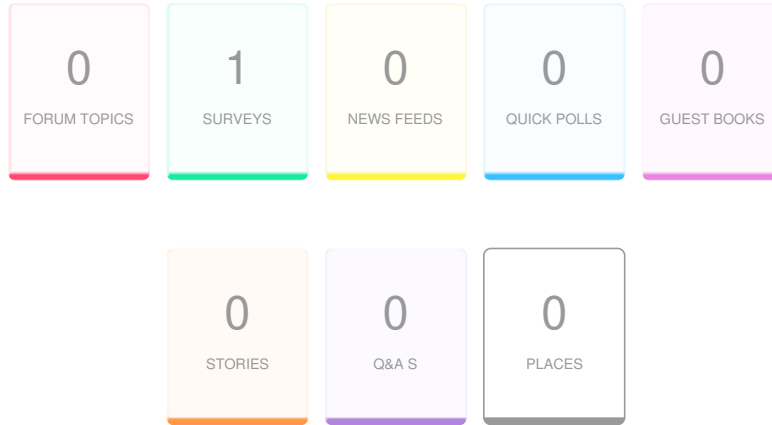 0 1 0 0 0
FORUM TOPICS SURVEYS NEWS FEEDS QUICK POLLS GUEST BOOKS
0 0 0
STORIES Q&A S PLACES